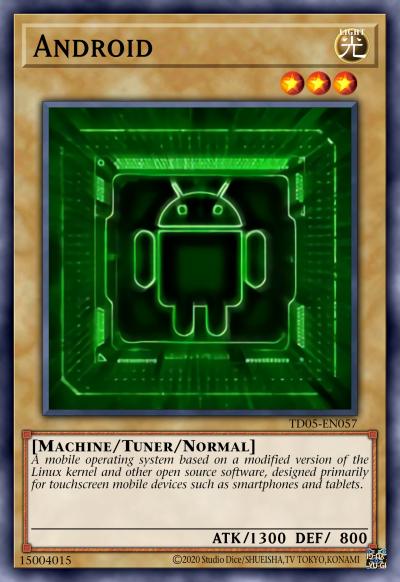 Android
LIGHT
光
TD05-EN057
[Machine/Tuner/Normal]
A mobile operating system based on a modified version of the
Linux kernel and other open source software, designed primarily
for touchscreen mobile devices such as smartphones and tablets.
ATK/1300 DEF/ 800
15004015
©2020 Studio Dice/SHUEISHA,TV TOKYO,KONAMI